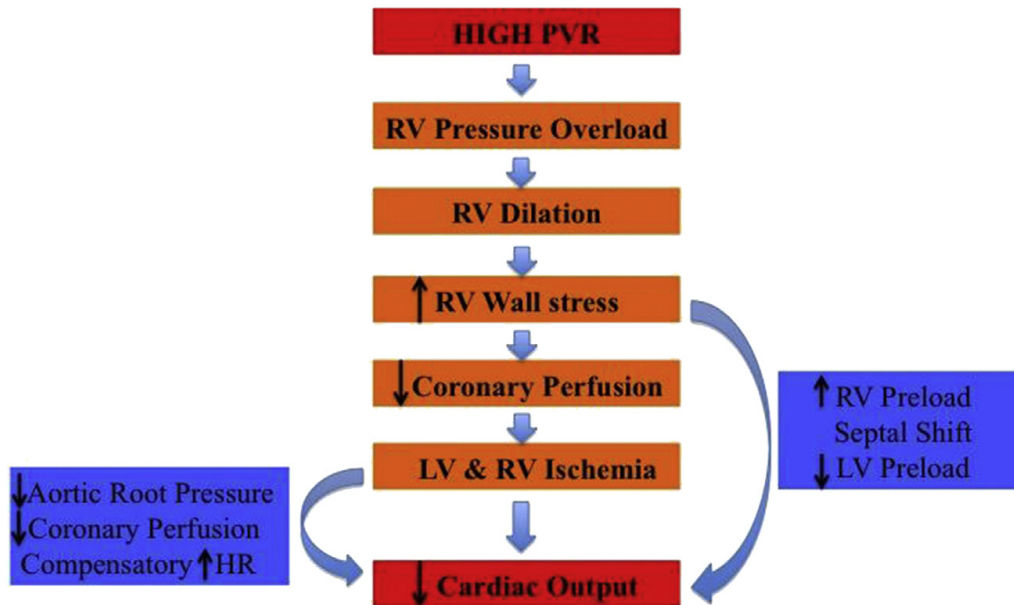 HIGH PVR
RV Pressure Overload
RV Dilation
↑ RV Wall stress
↓ Coronary Perfusion
LV & RV Ischemia
↓ Cardiac Output
↑ RV Preload
Septal Shift
↓ LV Preload
↓ Aortic Root Pressure
↓ Coronary Perfusion
Compensatory ↑ HR